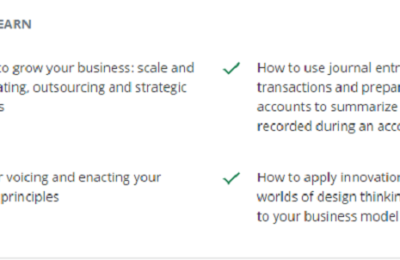 EARN
to grow your business: scale and
ating, outsourcing and strategic
s
How to use journal entr
transactions and prepa
accounts to summarize
recorded during an acco
r voicing and enacting your
principles
How to apply innovation
worlds of design thinkin
to your business model